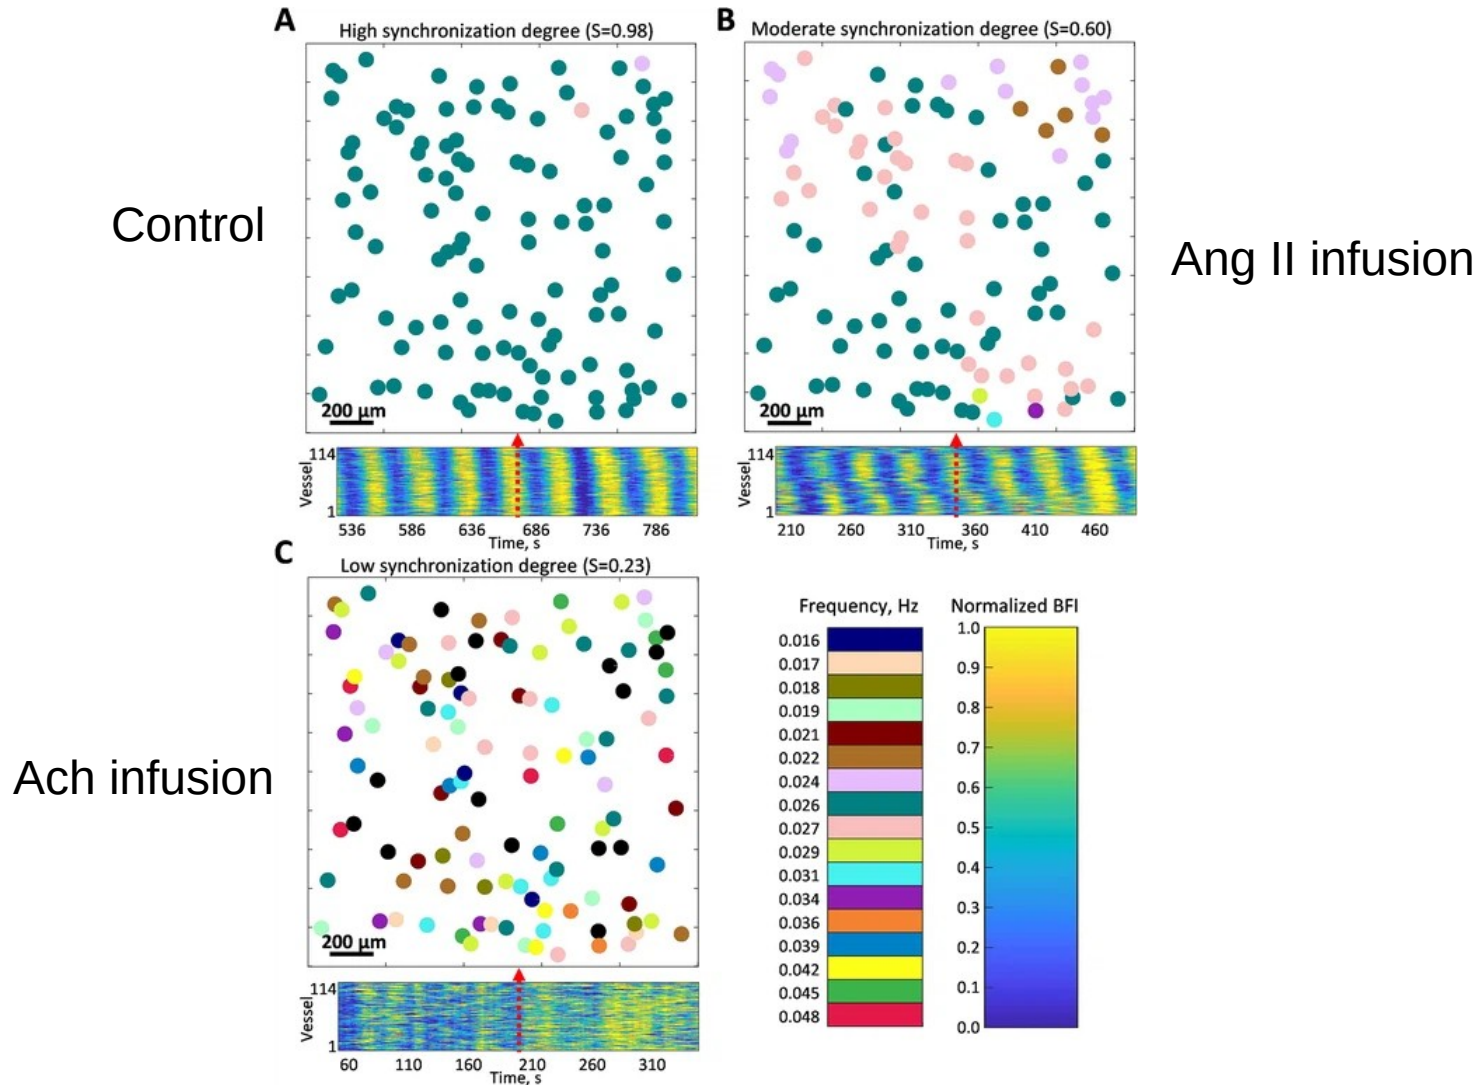 A
High synchronization degree (S=0.98)
200 µm
Vessel
114
1
536 586 636 686 736 786
Time, s
Control
B
Moderate synchronization degree (S=0.60)
200 µm
Vessel
114
1
210 260 310 360 410 460
Time, s
Ang II infusion
C
Low synchronization degree (S=0.23)
200 µm
Vessel
114
1
60 110 160 210 260 310
Time, s
Ach infusion
Frequency, Hz
0.016
0.017
0.018
0.019
0.021
0.022
0.024
0.026
0.027
0.029
0.031
0.034
0.036
0.039
0.042
0.045
0.048
Normalized BFI
1.0
0.9
0.8
0.7
0.6
0.5
0.4
0.3
0.2
0.1
0.0